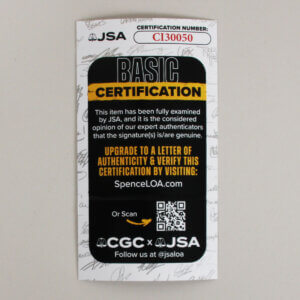 JSA
CERTIFICATION NUMBER:
CI30050
BASIC
CERTIFICATION
This item has been fully examined
by JSA, and it is the considered
opinion of our expert authenticators
that the signature(s) is/are genuine.
UPGRADE TO A LETTER OF
AUTHENTICITY & VERIFY THIS
CERTIFICATION BY VISITING:
SpenceLOA.com
Or Scan
CGC x JSA
Follow us at @jsaloa